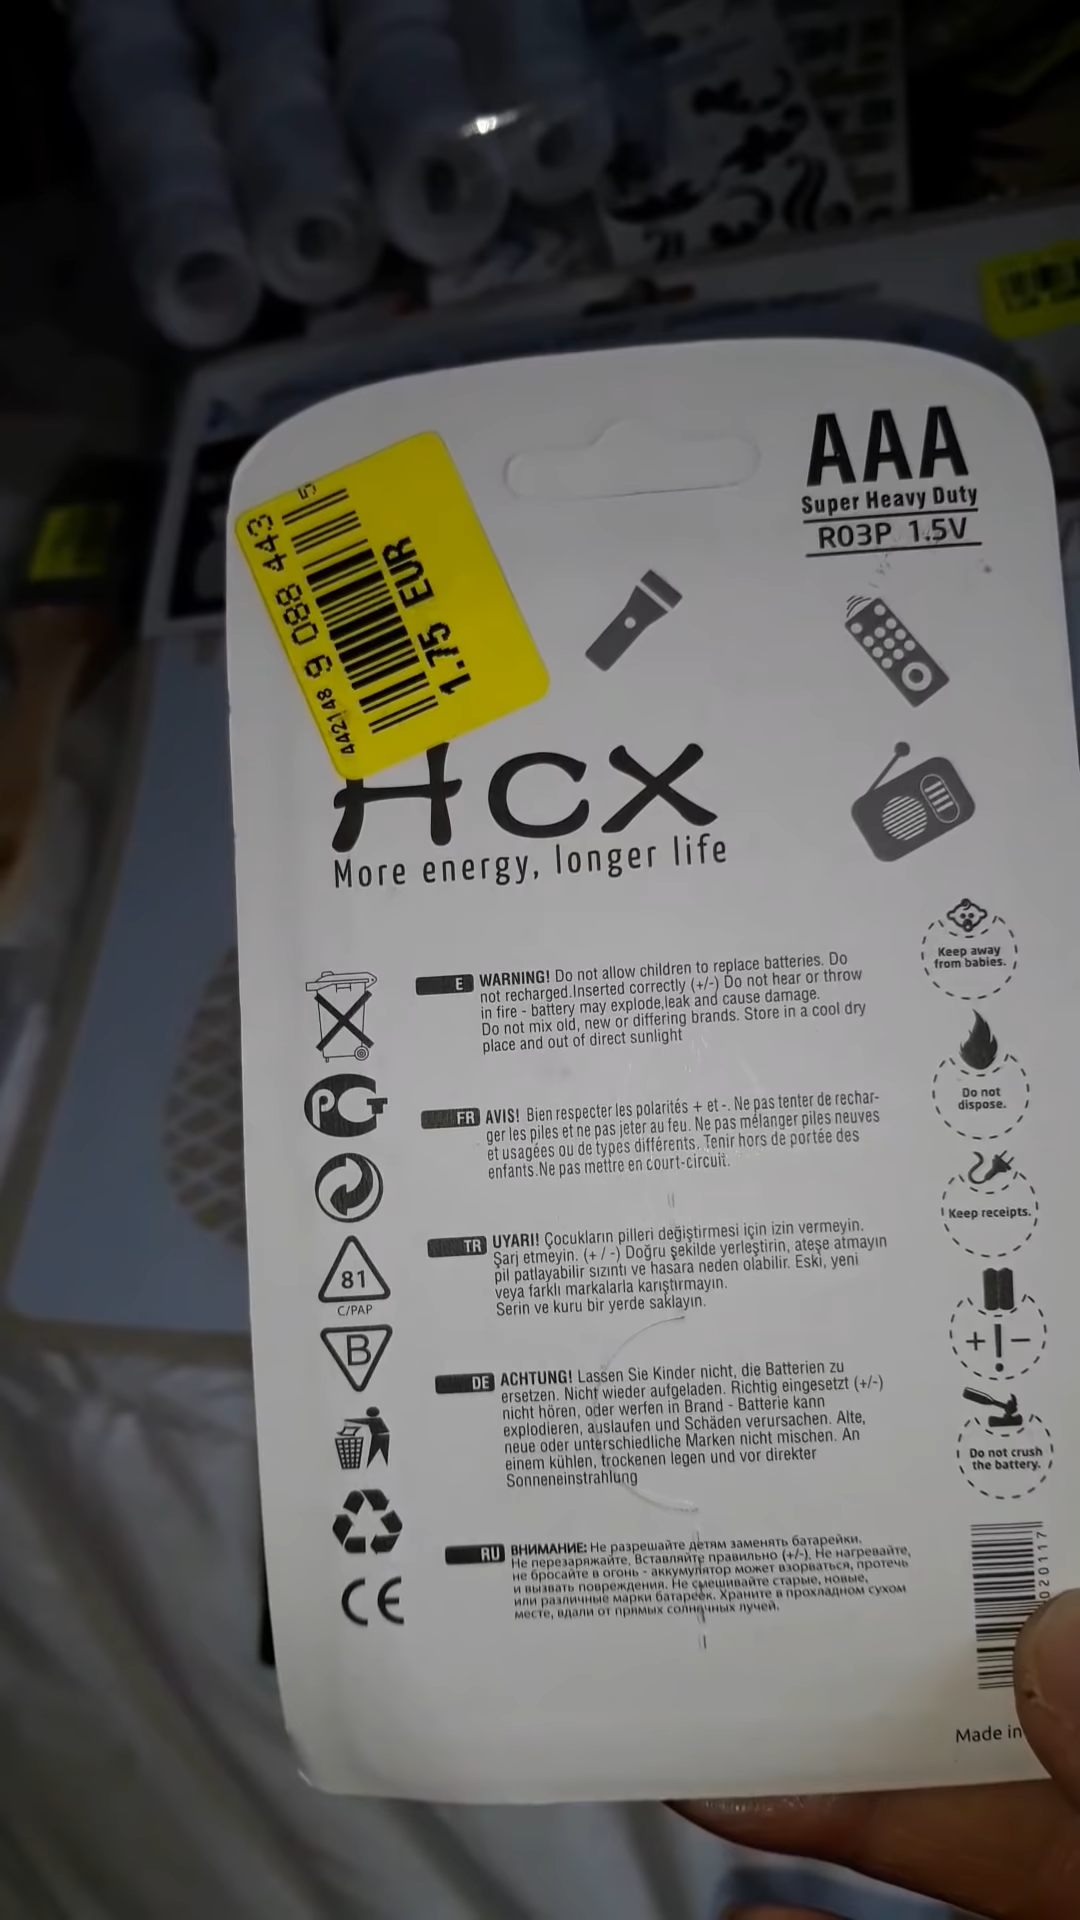 AAA
Super Heavy Duty
R03P 1.5V
442148 9 088 443 5
1.75 EUR
HCX
More energy, longer life
E WARNING! Do not allow children to replace batteries. Do
not recharged.Inserted correctly (+/-) Do not hear or throw
in fire - battery may explode,leak and cause damage.
Do not mix old, new or differing brands. Store in a cool dry
place and out of direct sunlight
FR AVIS! Bien respecter les polarités + et -. Ne pas tenter de rechar-
ger les piles et ne pas jeter au feu. Ne pas mélanger piles neuves
et usagées ou de types différents. Tenir hors de portée des
enfants.Ne pas mettre en court-circuit.
TR UYARI! Çocukların pilleri değiştirmesi için izin vermeyin.
Şarj etmeyin. (+ / -) Doğru şekilde yerleştirin, ateşe atmayın
pil patlayabilir sızıntı ve hasara neden olabilir. Eski, yeni
veya farklı markalarla karıştırmayın.
Serin ve kuru bir yerde saklayın.
DE ACHTUNG! Lassen Sie Kinder nicht, die Batterien zu
ersetzen. Nicht wieder aufgeladen. Richtig eingesetzt (+/-)
nicht hören, oder werfen in Brand - Batterie kann
explodieren, auslaufen und Schäden verursachen. Alte,
neue oder unterschiedliche Marken nicht mischen. An
einem kühlen, trockenen legen und vor direkter
Sonneneinstrahlung
RU ВНИМАНИЕ: Не разрешайте детям заменять батарейки.
Не перезаряжайте. Вставляйте правильно (+/-). Не нагревайте,
не бросайте в огонь - аккумулятор может взорваться, протечь
и вызвать повреждения. Не смешивайте старые, новые,
или различные марки батареек. Храните в прохладном сухом
месте, вдали от прямых солнечных лучей.
PCT
81
C/PAP
B
CE
Keep away
from babies.
Do not
dispose.
Keep receipts.
+ ! -
Do not crush
the battery.
020117
Made in